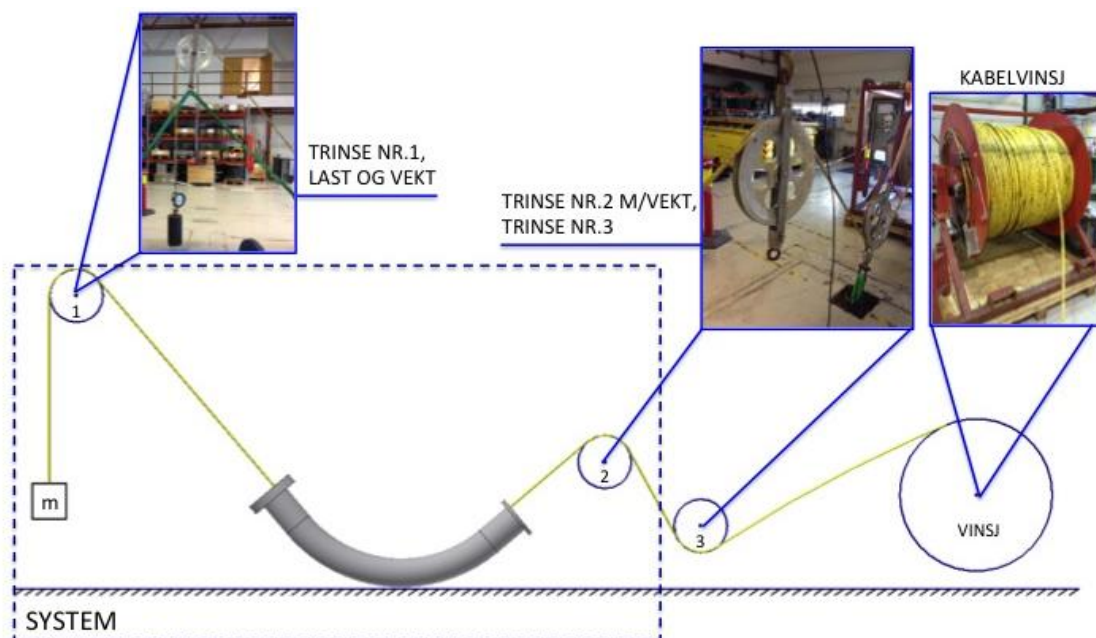 KABELVINSJ
TRINSE NR.1,
LAST OG VEKT
TRINSE NR.2 M/VEKT,
TRINSE NR.3
1
2
m
3
VINSJ
SYSTEM